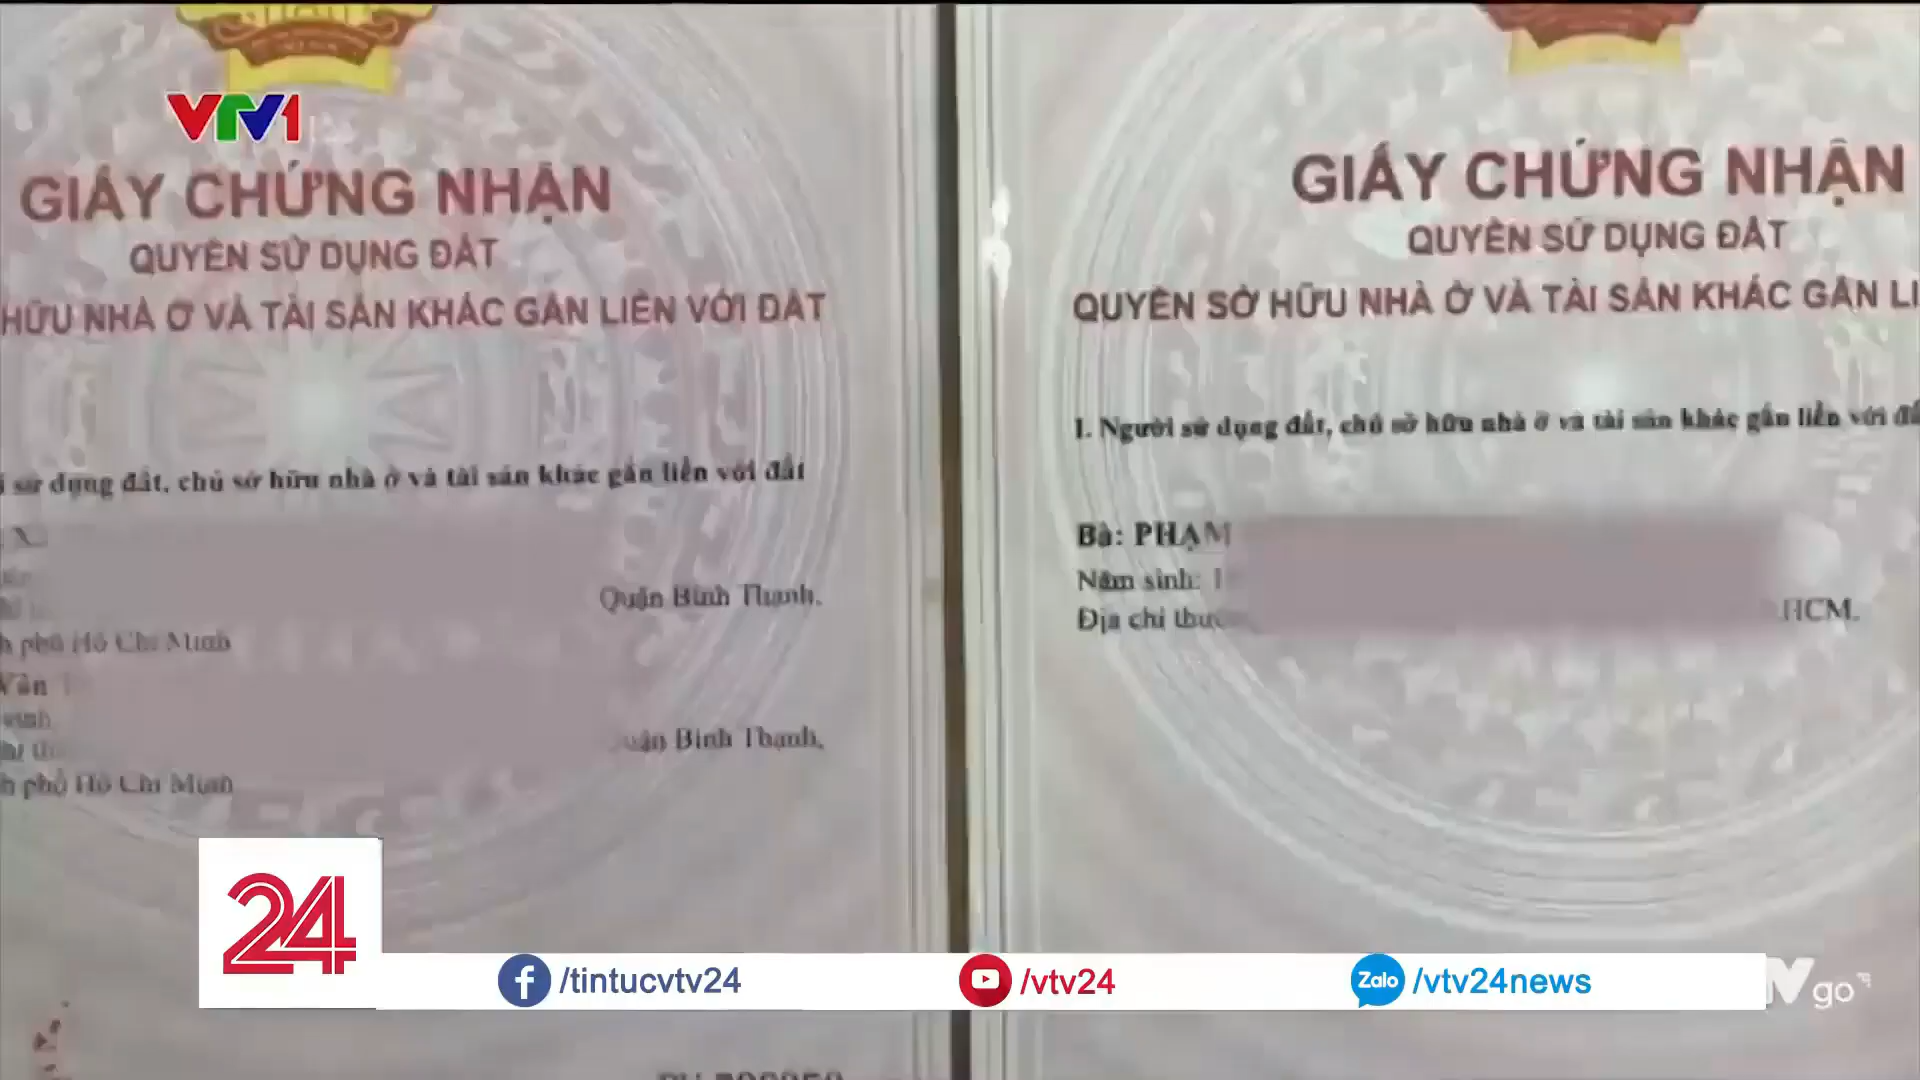 VTV1
GIẤY CHỨNG NHẬN
QUYỀN SỬ DỤNG ĐẤT
HỮU NHÀ Ở VÀ TÀI SẢN KHÁC GẮN LIỀN VỚI ĐẤT
sử dụng đất, chủ sở hữu nhà ở và tài sản khác gắn liền với đất
Quận Bình Thạnh,
phố Hồ Chí Minh
Văn
Quận Bình Thạnh,
phố Hồ Chí Minh
GIẤY CHỨNG NHẬN
QUYỀN SỬ DỤNG ĐẤT
QUYỀN SỞ HỮU NHÀ Ở VÀ TÀI SẢN KHÁC GẮN LI
I. Người sử dụng đất, chủ sở hữu nhà ở và tài sản khác gắn liền với đấ
Bà: PHẠM
Năm sinh: 1
Địa chỉ thườ
HCM.
24
/tintucvtv24
/vtv24
Zalo /vtv24news
go